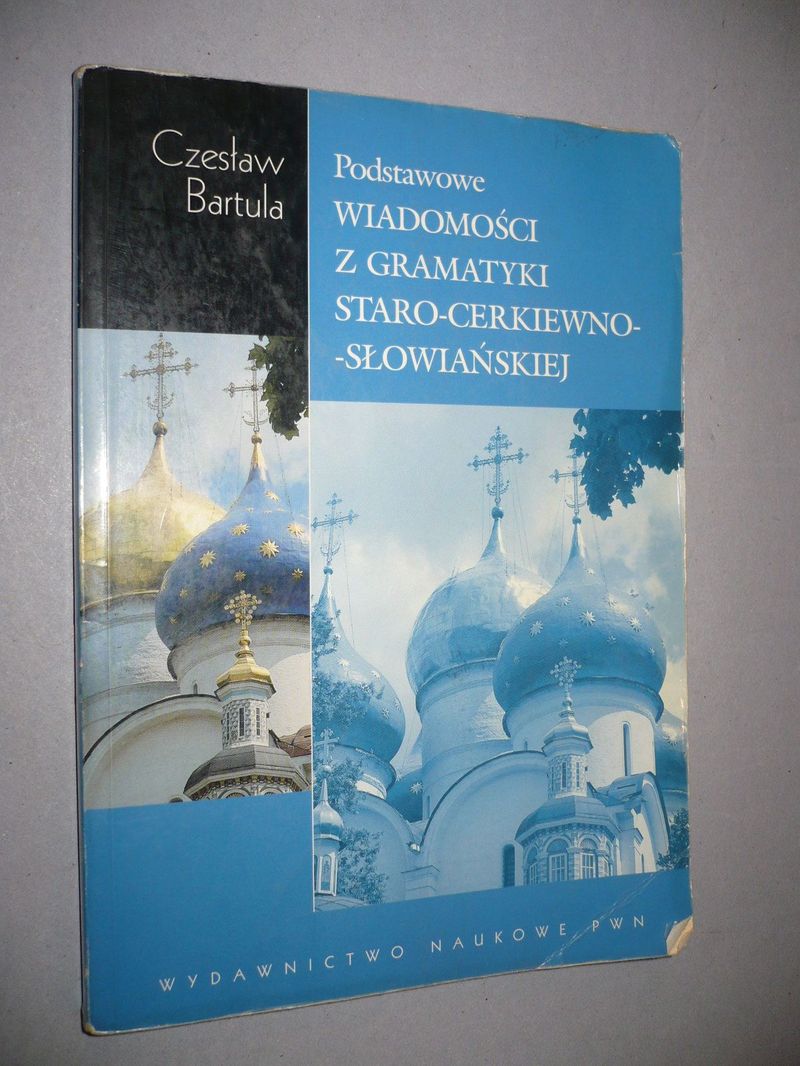 Czesław
Bartula
Podstawowe
WIADOMOŚCI
Z GRAMATYKI
STARO-CERKIEWNO-
-SŁOWIAŃSKIEJ
WYDAWNICTWO NAUKOWE PWN